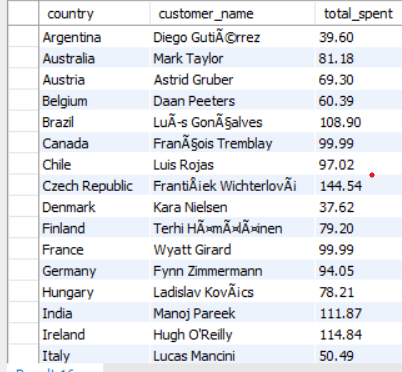 country customer_name total_spent
Argentina Diego GutiÃ©rrez 39.60
Australia Mark Taylor 81.18
Austria Astrid Gruber 69.30
Belgium Daan Peeters 60.39
Brazil LuÃ-s GonÃ§alves 108.90
Canada FranÃ§ois Tremblay 99.99
Chile Luis Rojas 97.02
Czech Republic FrantiÅ¡ek WichterlovÃ¡ 144.54
Denmark Kara Nielsen 37.62
Finland Terhi HÃ¤mÃ¤lÃ¤inen 79.20
France Wyatt Girard 99.99
Germany Fynn Zimmermann 94.05
Hungary Ladislav KovÃ¡cs 78.21
India Manoj Pareek 111.87
Ireland Hugh O'Reilly 114.84
Italy Lucas Mancini 50.49